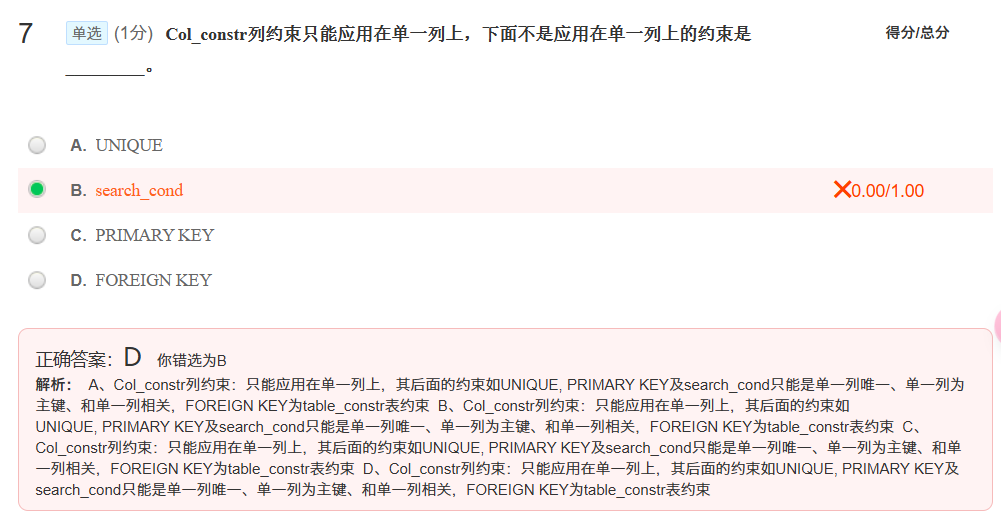 7 单选 (1分) Col_constr列约束只能应用在单一列上，下面不是应用在单一列上的约束是 得分/总分
________。
A. UNIQUE
B. search_cond ×0.00/1.00
C. PRIMARY KEY
D. FOREIGN KEY
正确答案：D 你错选为B
解析： A、Col_constr列约束：只能应用在单一列上，其后面的约束如UNIQUE, PRIMARY KEY及search_cond只能是单一列唯一、单一列为
主键、和单一列相关，FOREIGN KEY为table_constr表约束 B、Col_constr列约束：只能应用在单一列上，其后面的约束如
UNIQUE, PRIMARY KEY及search_cond只能是单一列唯一、单一列为主键、和单一列相关，FOREIGN KEY为table_constr表约束 C、
Col_constr列约束：只能应用在单一列上，其后面的约束如UNIQUE, PRIMARY KEY及search_cond只能是单一列唯一、单一列为主键、和单
一列相关，FOREIGN KEY为table_constr表约束 D、Col_constr列约束：只能应用在单一列上，其后面的约束如UNIQUE, PRIMARY KEY及
search_cond只能是单一列唯一、单一列为主键、和单一列相关，FOREIGN KEY为table_constr表约束